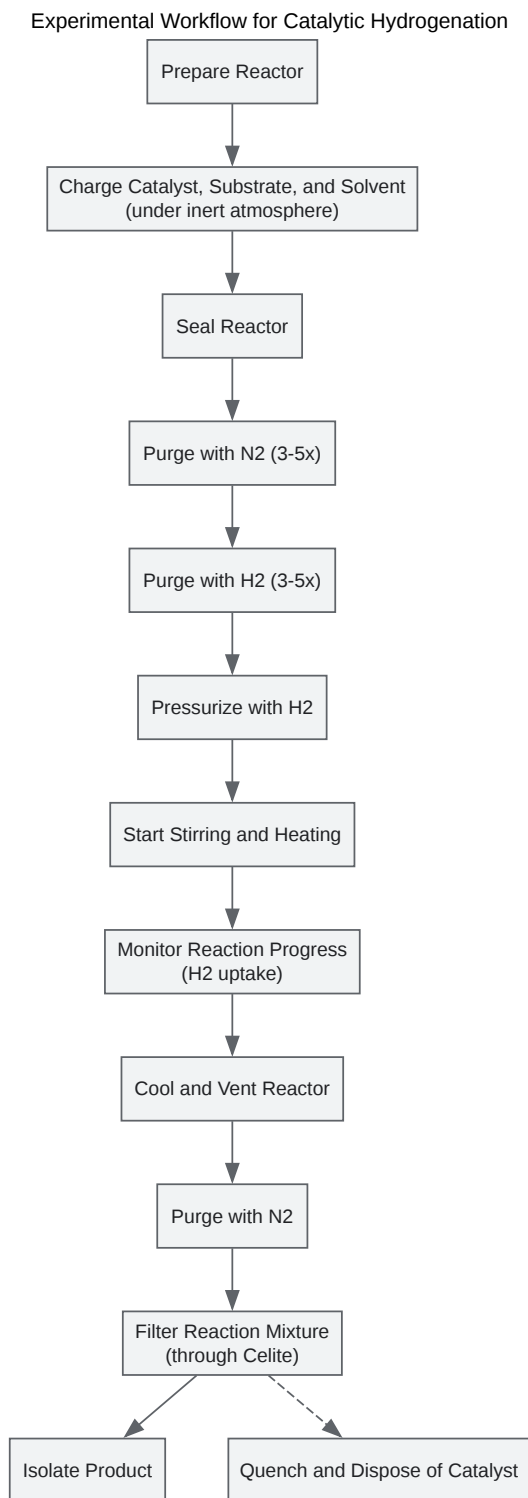 Experimental Workflow for Catalytic Hydrogenation
Prepare Reactor
Charge Catalyst, Substrate, and Solvent
(under inert atmosphere)
Seal Reactor
Purge with N2 (3-5x)
Purge with H2 (3-5x)
Pressurize with H2
Start Stirring and Heating
Monitor Reaction Progress
(H2 uptake)
Cool and Vent Reactor
Purge with N2
Filter Reaction Mixture
(through Celite)
Isolate Product
Quench and Dispose of Catalyst